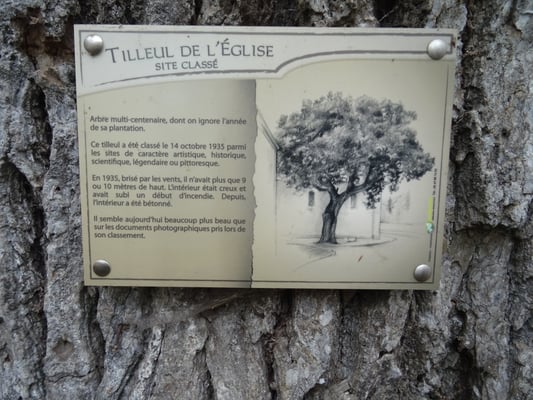 TILLEUL DE L'ÉGLISE
SITE CLASSÉ
Arbre multi-centenaire, dont on ignore l'année
de sa plantation.
Ce tilleul a été classé le 14 octobre 1935 parmi
les sites de caractère artistique, historique,
scientifique, légendaire ou pittoresque.
En 1935, brisé par les vents, il n'avait plus que 9
ou 10 mètres de haut. L'intérieur était creux et
avait subi un début d'incendie. Depuis,
l'intérieur a été bétonné.
Il semble aujourd'hui beaucoup plus beau que
sur les documents photographiques pris lors de
son classement.